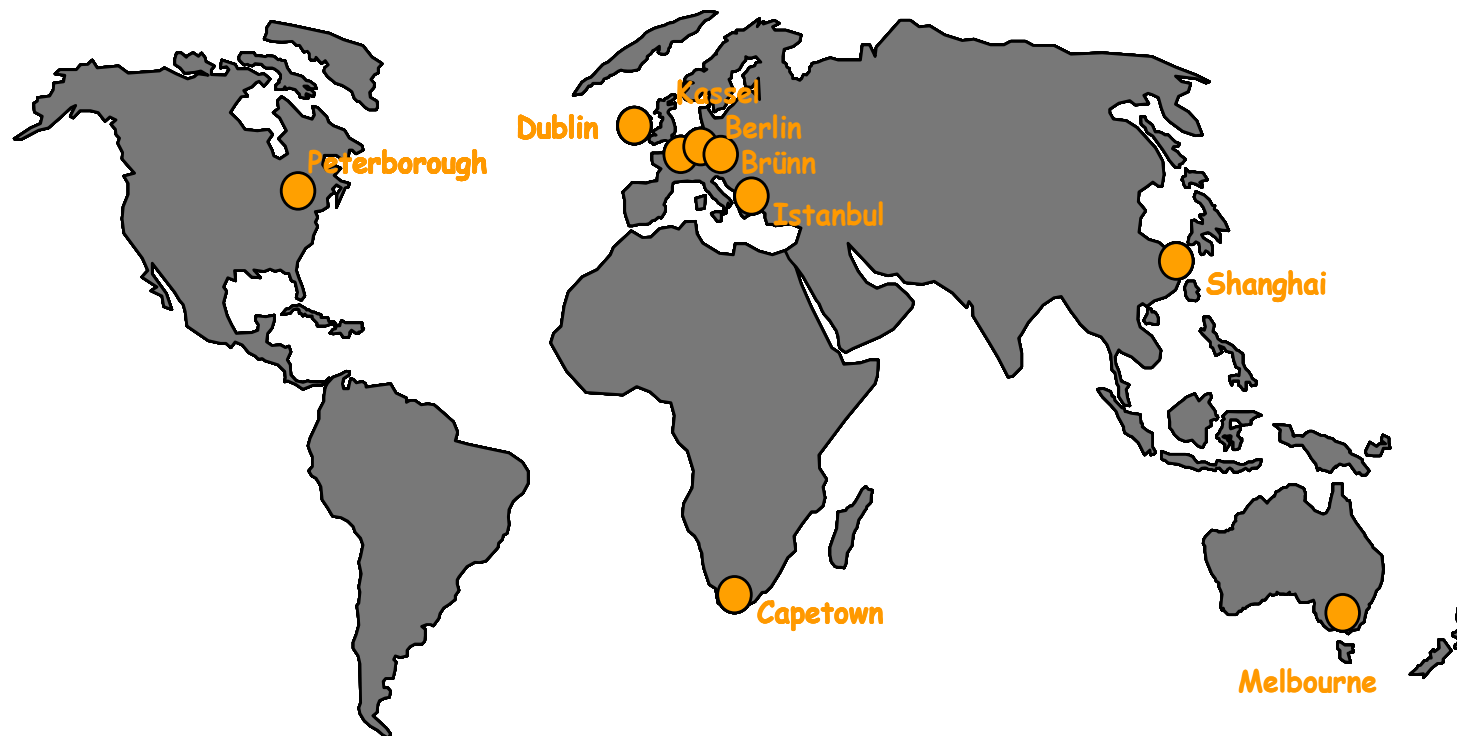 Kassel
Dublin
Berlin
Peterborough
Brünn
Istanbul
Shanghai
Capetown
Melbourne